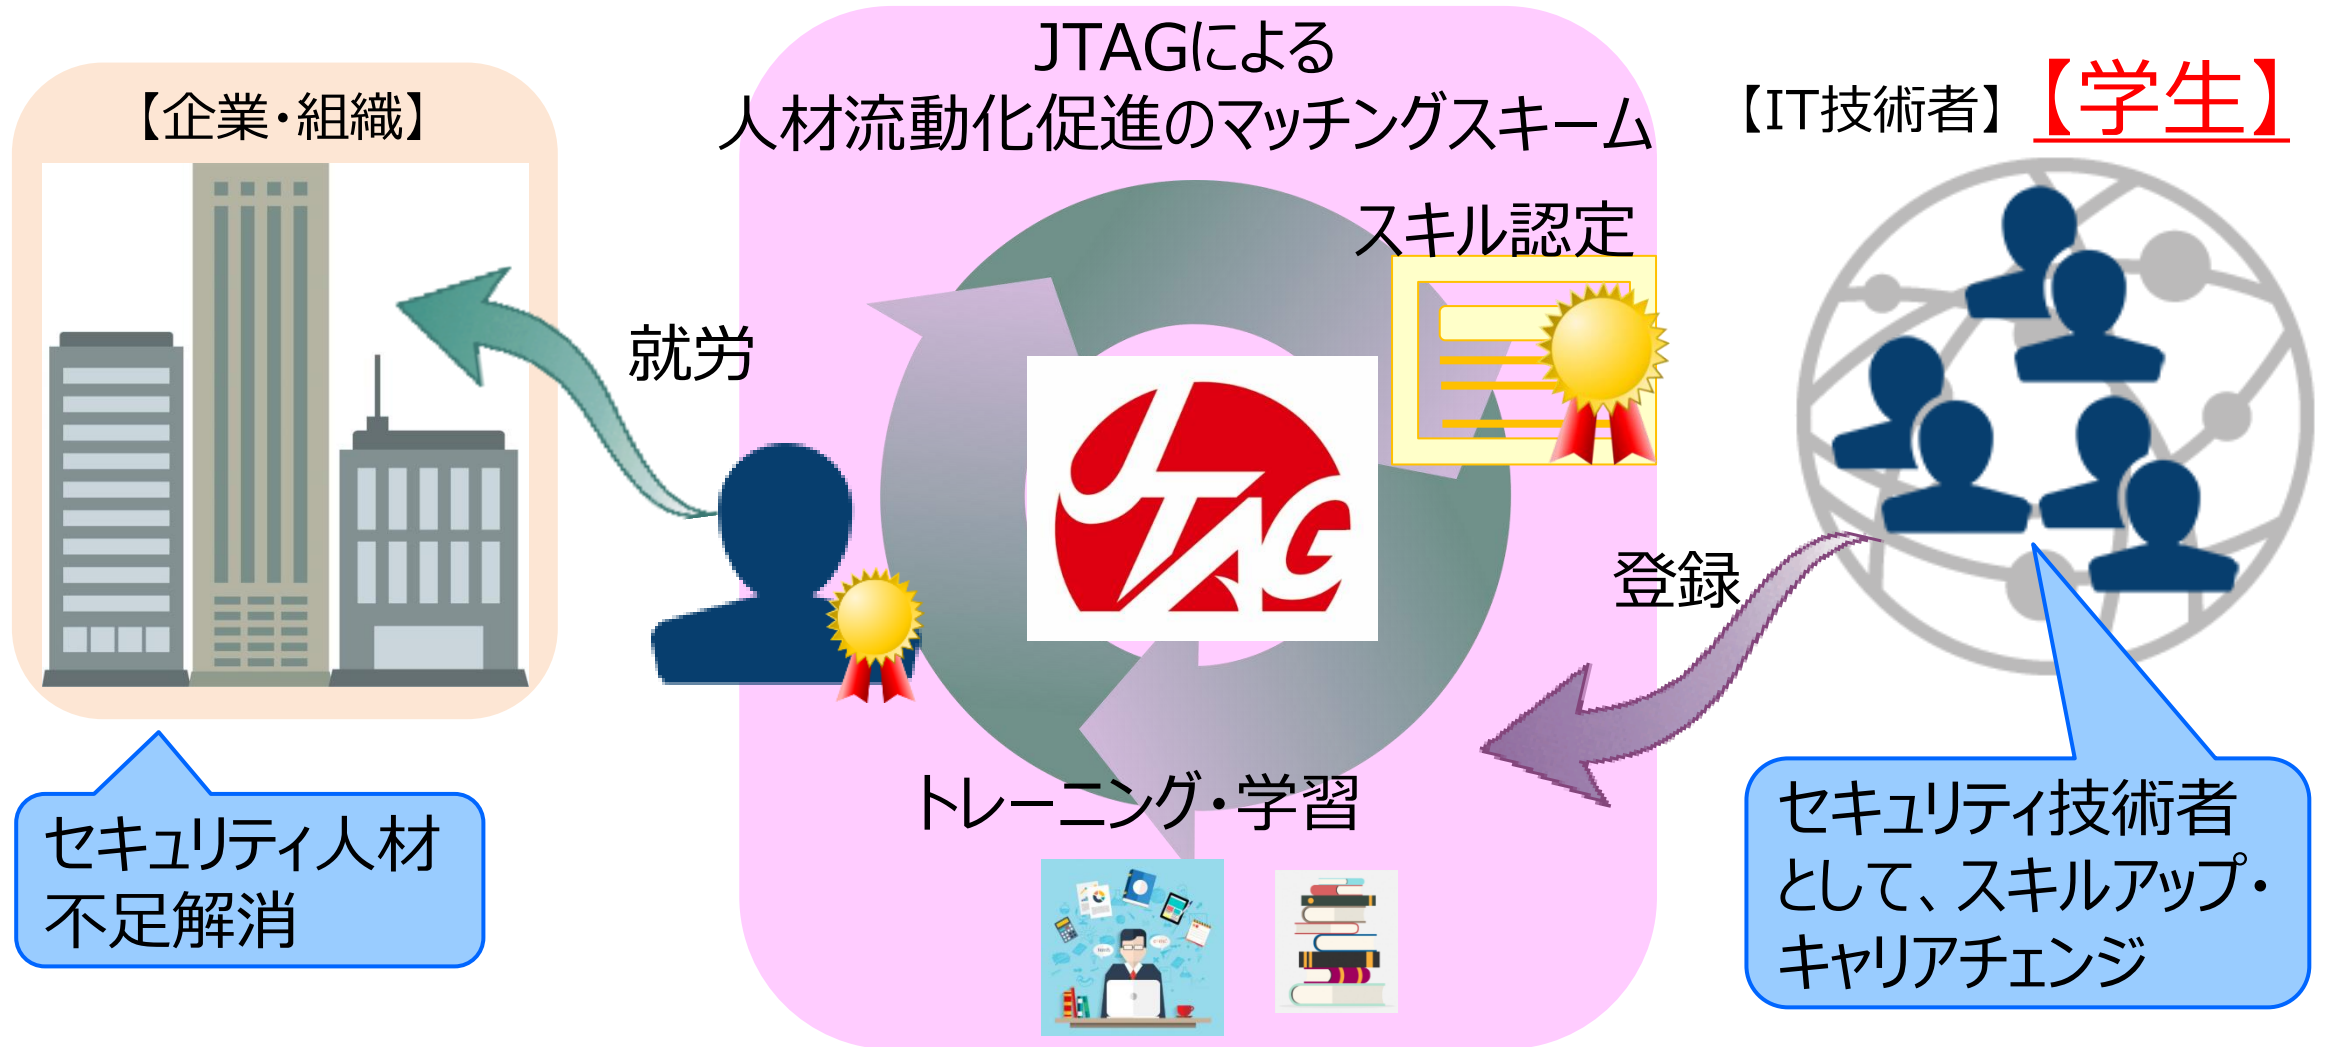 JTAGによる
人材流動化促進のマッチングスキーム
【企業・組織】
【IT技術者】【学生】
スキル認定
就労
JTAG
登録
トレーニング・学習
セキュリティ人材
不足解消
セキュリティ技術者
として、スキルアップ・
キャリアチェンジ